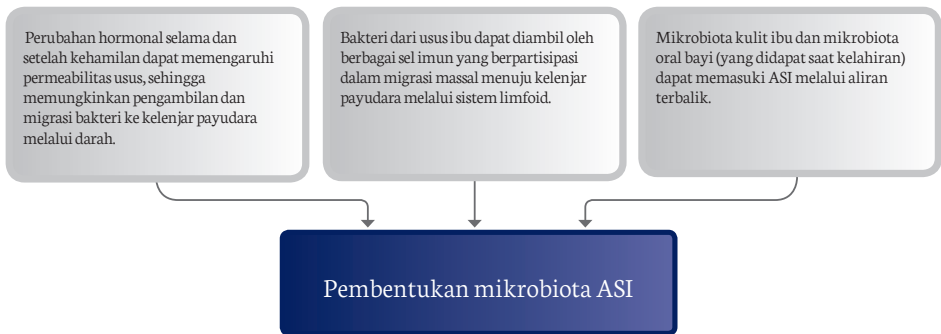 Perubahan hormonal selama dan
setelah kehamilan dapat memengaruhi
permeabilitas usus, sehingga
memungkinkan pengambilan dan
migrasi bakteri ke kelenjar payudara
melalui darah.
Bakteri dari usus ibu dapat diambil oleh
berbagai sel imun yang berpartisipasi
dalam migrasi massal menuju kelenjar
payudara melalui sistem limfoid.
Mikrobiota kulit ibu dan mikrobiota
oral bayi (yang didapat saat kelahiran)
dapat memasuki ASI melalui aliran
terbalik.
Pembentukan mikrobiota ASI